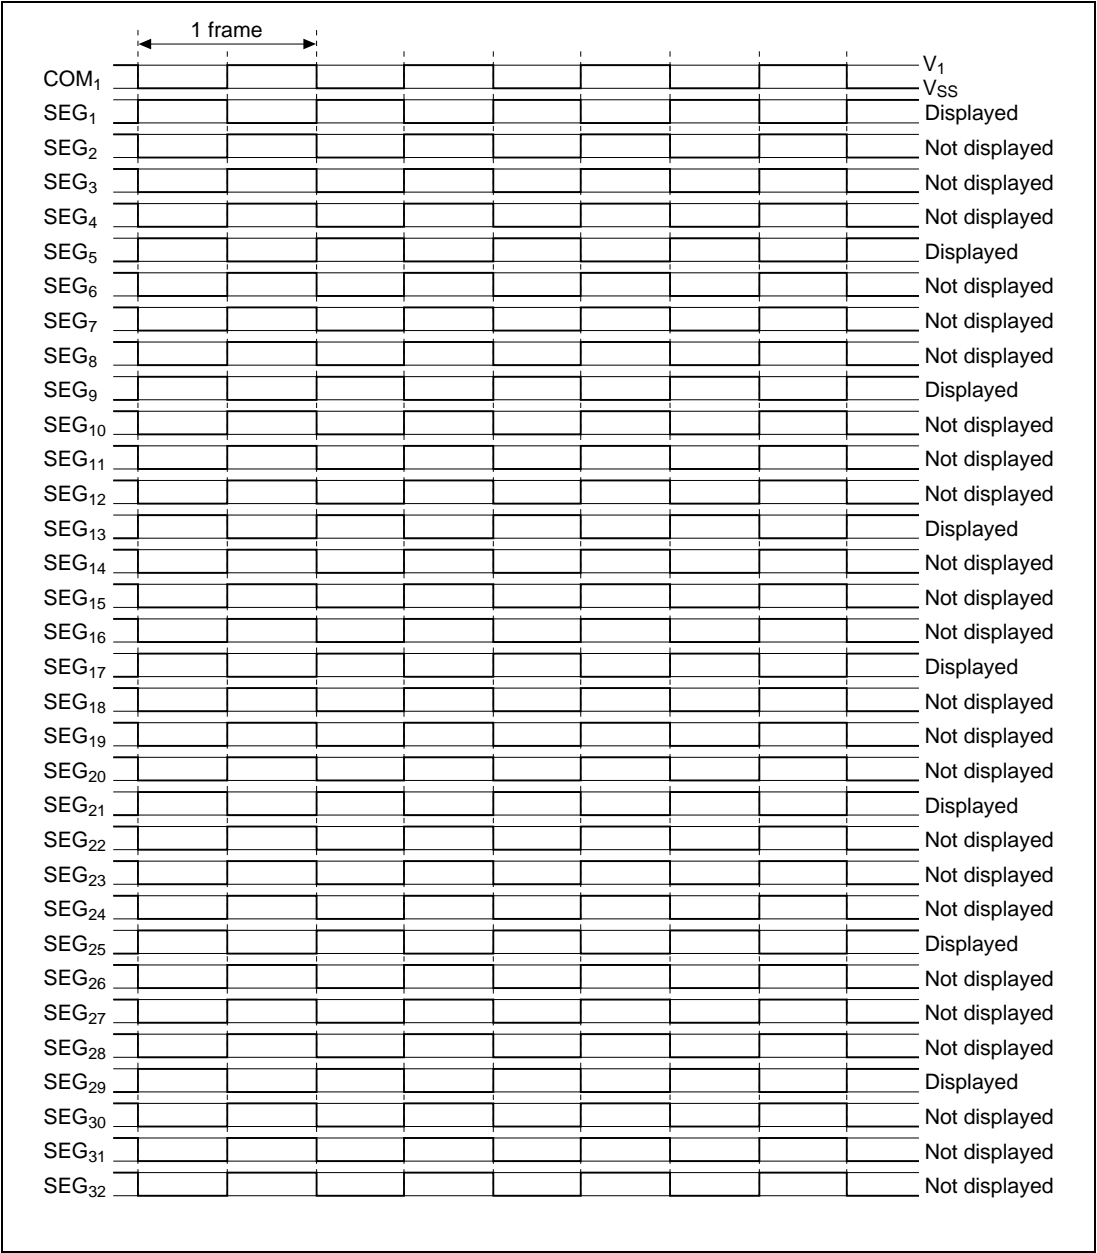 1 frame
COM1 V1
VSS
SEG1 Displayed
SEG2 Not displayed
SEG3 Not displayed
SEG4 Not displayed
SEG5 Displayed
SEG6 Not displayed
SEG7 Not displayed
SEG8 Not displayed
SEG9 Displayed
SEG10 Not displayed
SEG11 Not displayed
SEG12 Not displayed
SEG13 Displayed
SEG14 Not displayed
SEG15 Not displayed
SEG16 Not displayed
SEG17 Displayed
SEG18 Not displayed
SEG19 Not displayed
SEG20 Not displayed
SEG21 Displayed
SEG22 Not displayed
SEG23 Not displayed
SEG24 Not displayed
SEG25 Displayed
SEG26 Not displayed
SEG27 Not displayed
SEG28 Not displayed
SEG29 Displayed
SEG30 Not displayed
SEG31 Not displayed
SEG32 Not displayed